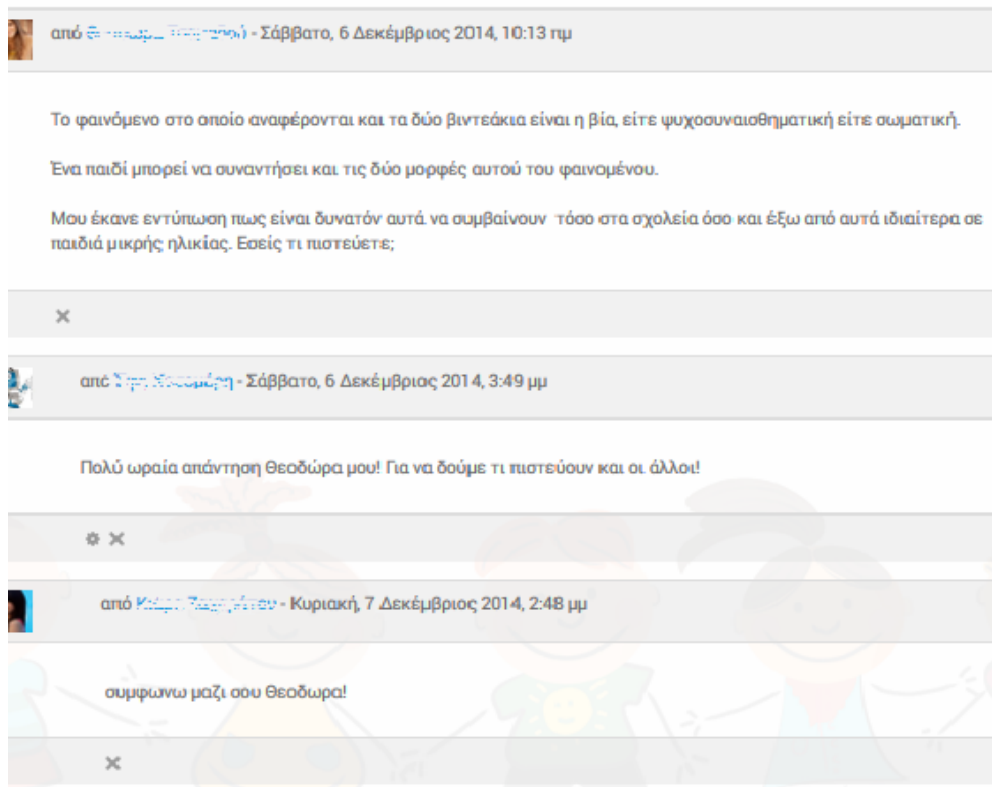 από - Σάββατο, 6 Δεκέμβριος 2014, 10:13 πμ
Το φαινόμενο στο οποίο αναφέρονται και τα δύο βιντεάκια είναι η βία, είτε ψυχοσυναισθηματική είτε σωματική.
Ένα παιδί μπορεί να συναντήσει και τις δύο μορφές αυτού του φαινομένου.
Μου έκανε εντύπωση πως είναι δυνατόν αυτά να συμβαίνουν τόσο στα σχολεία όσο και έξω από αυτά ιδιαίτερα σε
παιδιά μικρής ηλικίας. Εσείς τι πιστεύετε;
από - Σάββατο, 6 Δεκέμβριος 2014, 3:49 μμ
Πολύ ωραία απάντηση Θεοδώρα μου! Για να δούμε τι πιστεύουν και οι άλλοι!
από - Κυριακή, 7 Δεκέμβριος 2014, 2:48 μμ
συμφωνω μαζι σου Θεοδωρα!